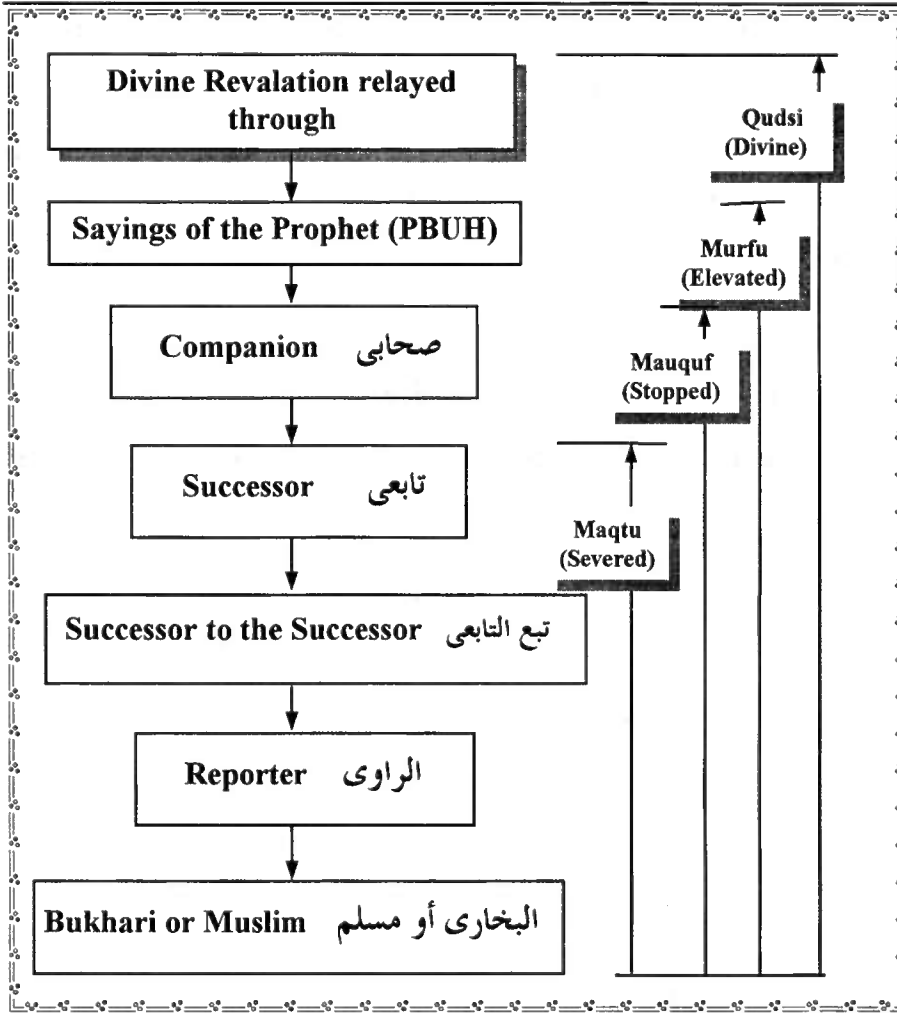 Divine Revalation relayed
through
Sayings of the Prophet (PBUH)
Companion صحابى
Successor تابعى
Successor to the Successor تبع التابعى
Reporter الراوى
Bukhari or Muslim البخارى أو مسلم
Qudsi
(Divine)
Murfu
(Elevated)
Mauquf
(Stopped)
Maqtu
(Severed)